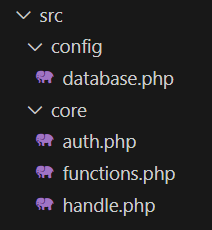 src
config
database.php
core
auth.php
functions.php
handle.php